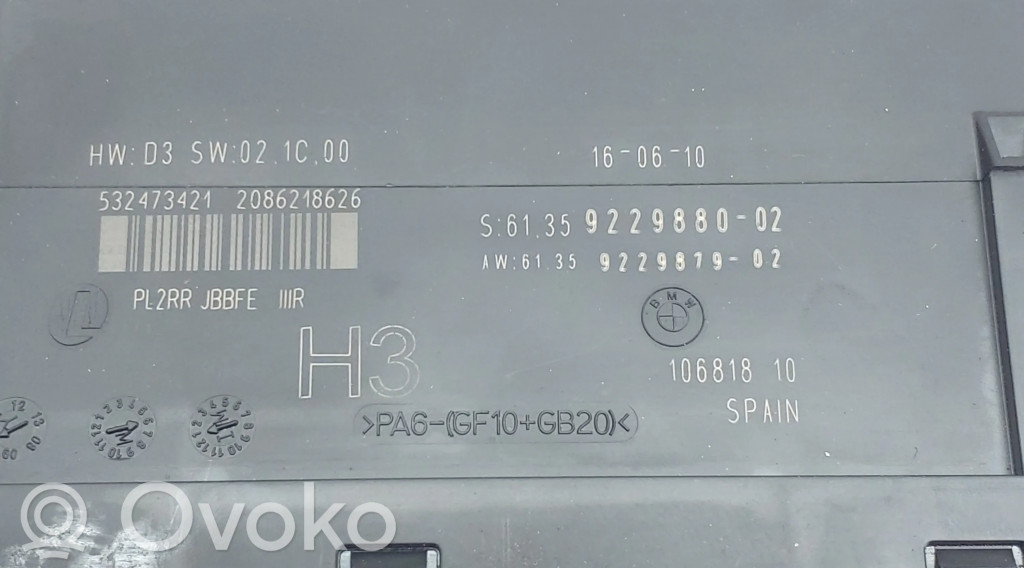 HW: D3 SW:02.1C.00
16-06-10
532473421 2086218626
S:61.35 9229880-02
AW:61.35 9229879-02
PL2RR JBBFE IIIR
BMW
H3
106818 10
SPAIN
>PA6-(GF10+GB20)<
Ovoko